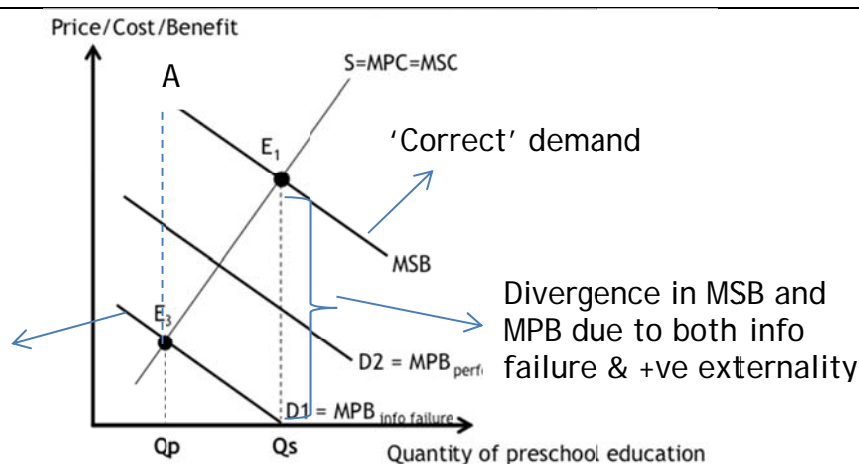 Price/Cost/Benefit
S=MPC=MSC
A
E₁
'Correct' demand
MSB
E₃
Divergence in MSB and
MPB due to both info
failure & +ve externality
D2 = MPB perf
D1 = MPB info failure
Qp
Qs
Quantity of preschool education